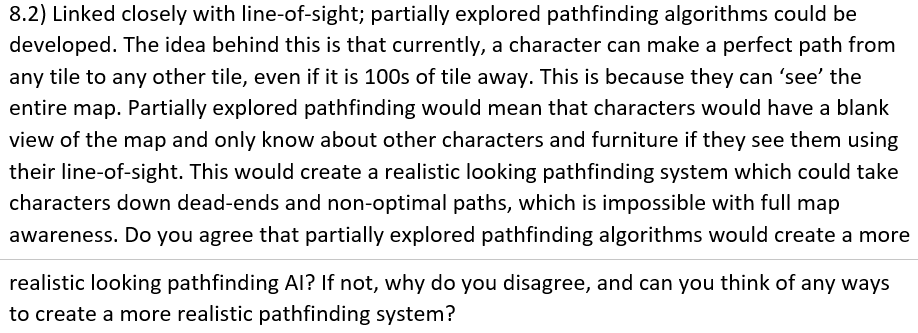 8.2) Linked closely with line-of-sight; partially explored pathfinding algorithms could be
developed. The idea behind this is that currently, a character can make a perfect path from
any tile to any other tile, even if it is 100s of tile away. This is because they can ‘see’ the
entire map. Partially explored pathfinding would mean that characters would have a blank
view of the map and only know about other characters and furniture if they see them using
their line-of-sight. This would create a realistic looking pathfinding system which could take
characters down dead-ends and non-optimal paths, which is impossible with full map
awareness. Do you agree that partially explored pathfinding algorithms would create a more
realistic looking pathfinding AI? If not, why do you disagree, and can you think of any ways
to create a more realistic pathfinding system?